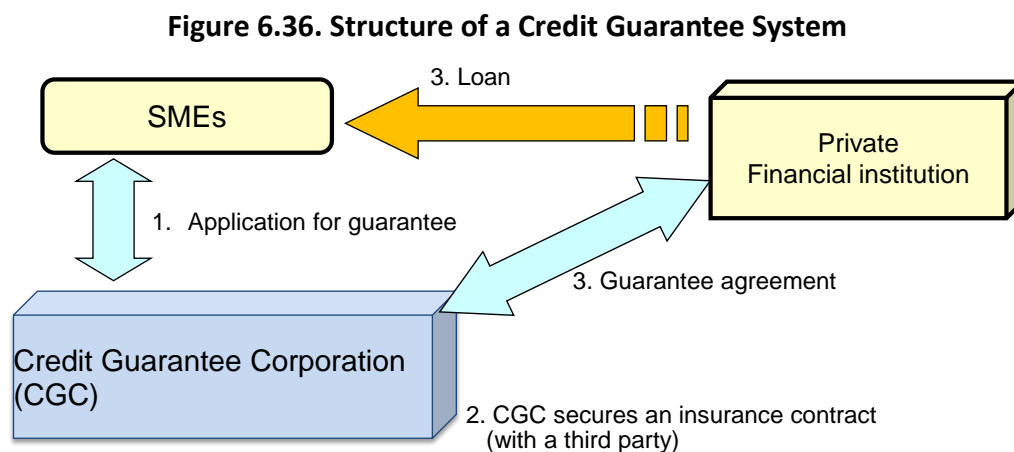 Figure 6.36. Structure of a Credit Guarantee System
3. Loan
SMEs
Private
Financial institution
1. Application for guarantee
3. Guarantee agreement
Credit Guarantee Corporation
(CGC)
2. CGC secures an insurance contract
(with a third party)